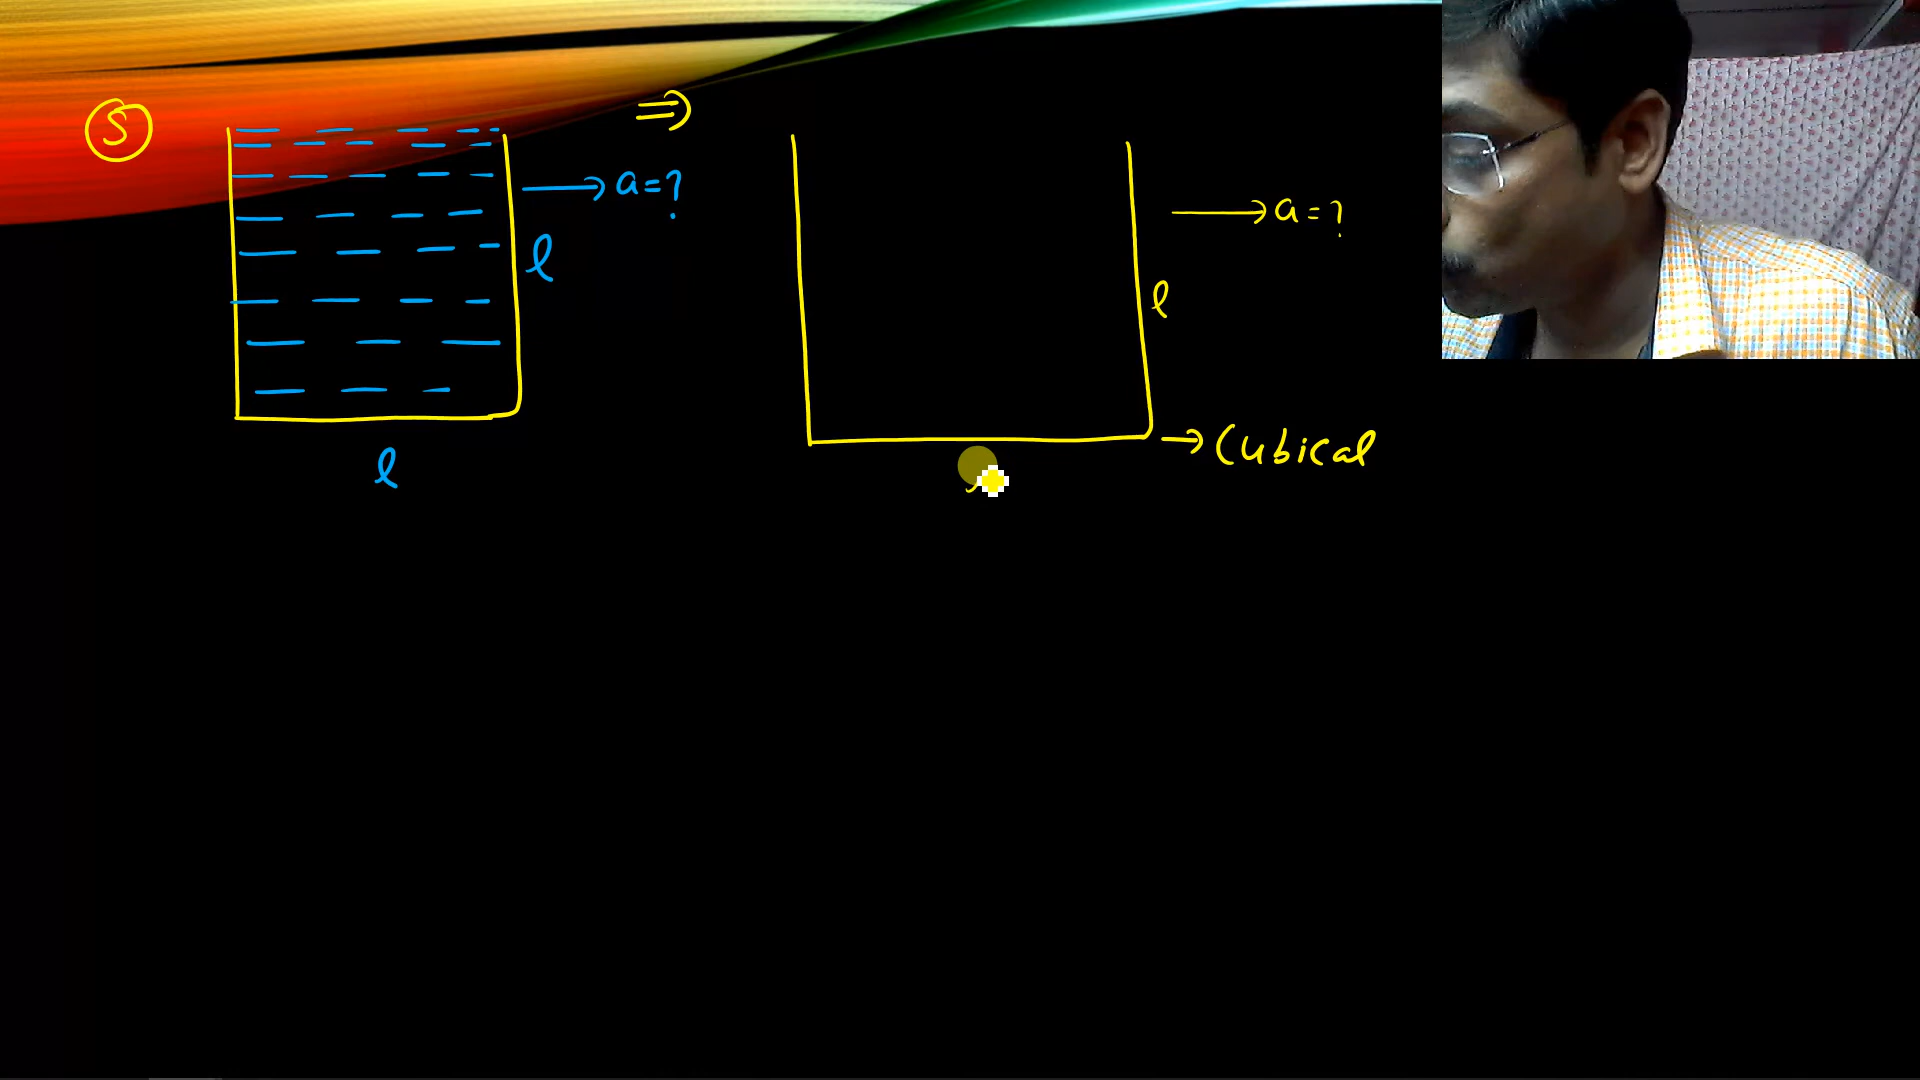 S
⇒
→ a = ?
l
l
→ a = ?
l
→ Cubical